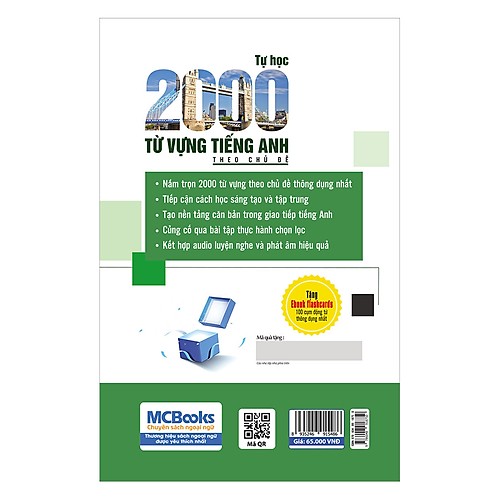 Tự học
2000
TỪ VỰNG TIẾNG ANH
THEO CHỦ ĐỀ
• Nắm trọn 2000 từ vựng theo chủ đề thông dụng nhất
• Tiếp cận cách học sáng tạo và tập trung
• Tạo nền tảng căn bản trong giao tiếp tiếng Anh
• Củng cố qua bài tập thực hành chọn lọc
• Kết hợp audio luyện nghe và phát âm hiệu quả
Tặng
Ebook flashcards
100 cụm động từ
thông dụng nhất
Mã quà tặng :
MCBooks
Chuyên sách ngoại ngữ
Thương hiệu sách ngoại ngữ
được yêu thích nhất
Mã QR
8 935246 915486
Giá: 65.000 VNĐ